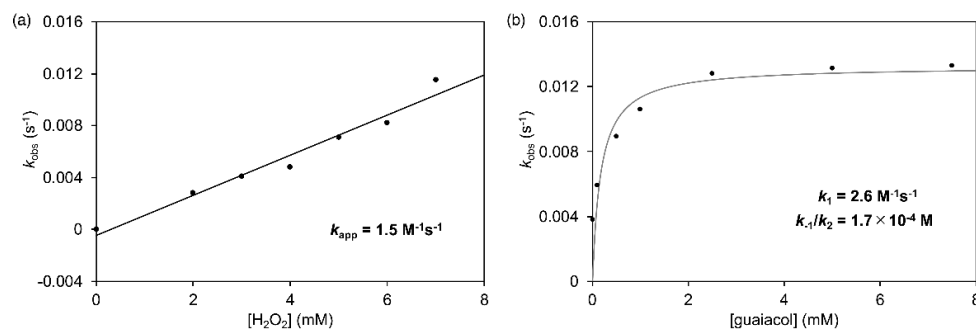 (a)
0.016
0.012
0.008
0.004
0
-0.004
k_obs (s⁻¹)
k_app = 1.5 M⁻¹s⁻¹
0 2 4 6 8
[H₂O₂] (mM)
(b)
0.016
0.012
0.008
0.004
0
k_obs (s⁻¹)
k₁ = 2.6 M⁻¹s⁻¹
k₋₁/k₂ = 1.7 × 10⁻⁴ M
0 2 4 6 8
[guaiacol] (mM)